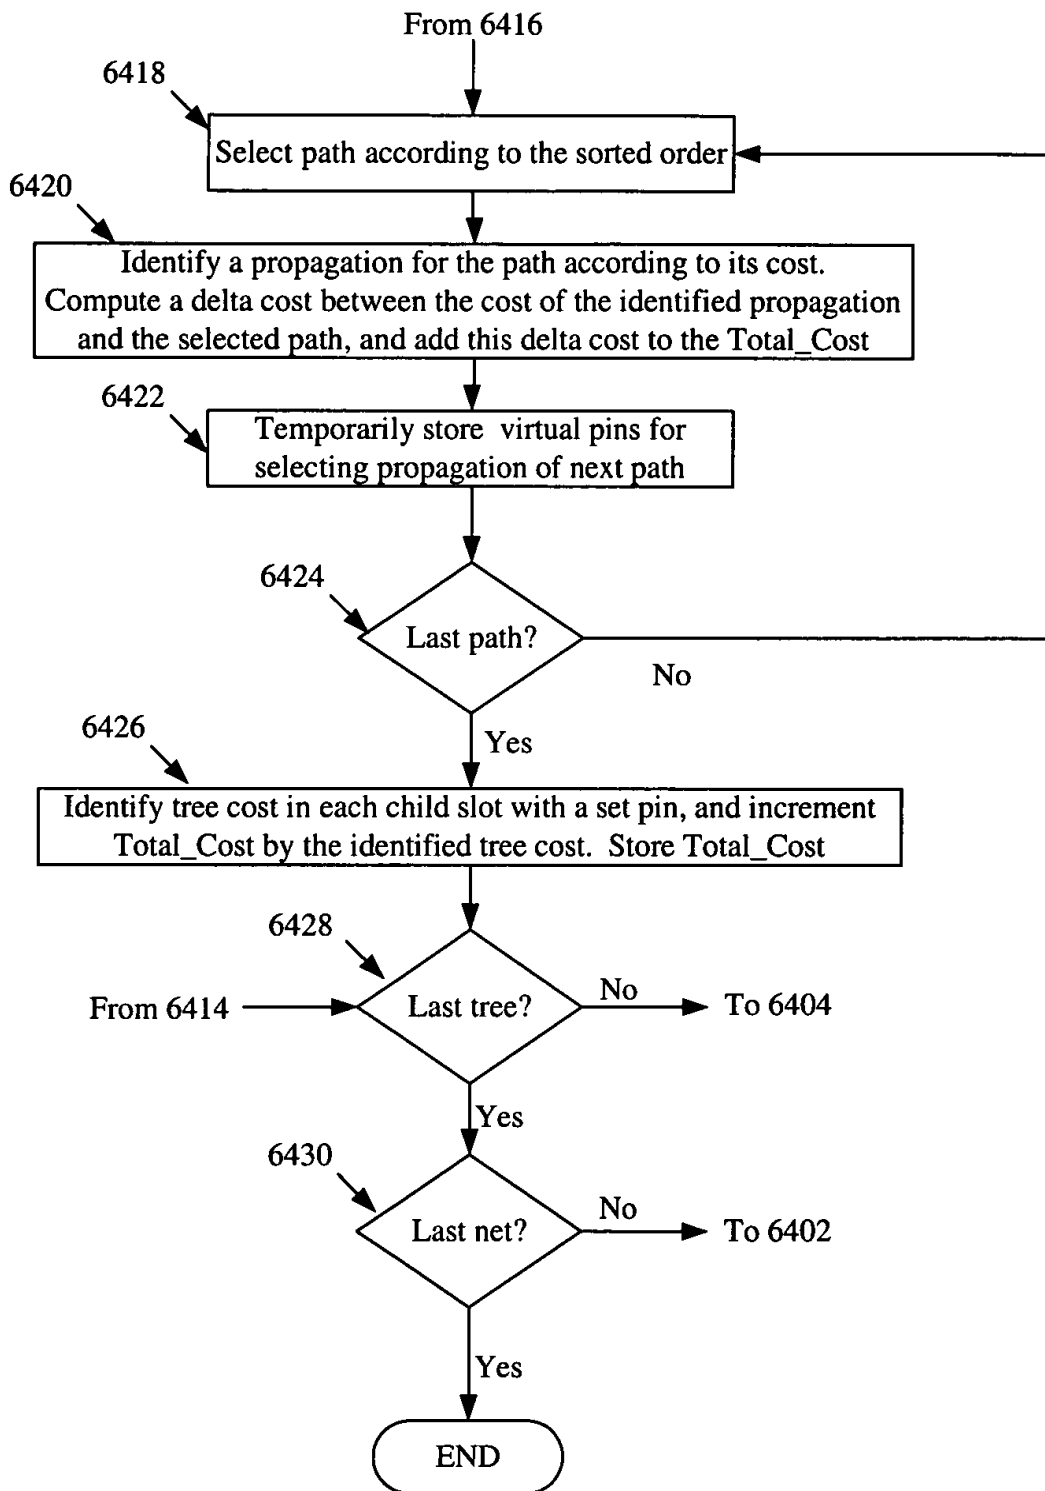 From 6416
6418
Select path according to the sorted order
6420
Identify a propagation for the path according to its cost.
Compute a delta cost between the cost of the identified propagation
and the selected path, and add this delta cost to the Total_Cost
6422
Temporarily store virtual pins for
selecting propagation of next path
6424
Last path?
No
Yes
6426
Identify tree cost in each child slot with a set pin, and increment
Total_Cost by the identified tree cost. Store Total_Cost
6428
From 6414
Last tree?
No
To 6404
Yes
6430
Last net?
No
To 6402
Yes
END